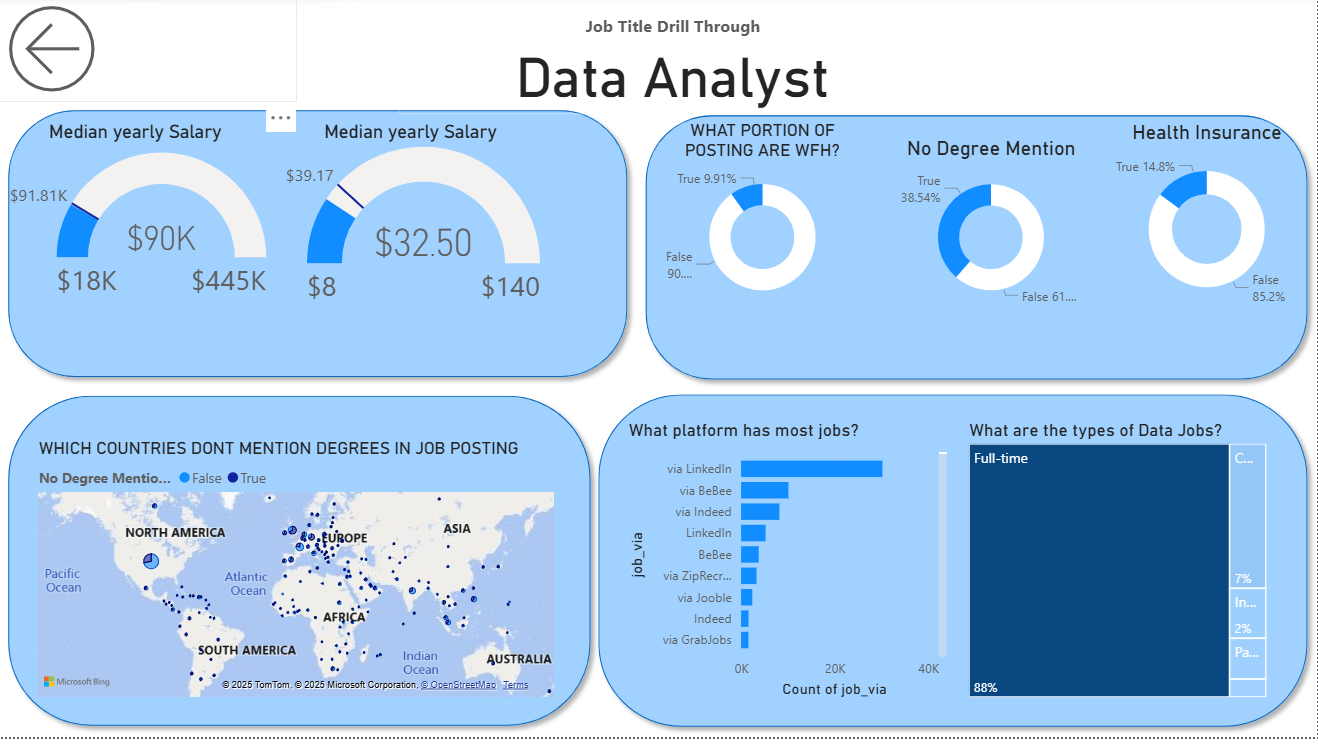 Job Title Drill Through
Data Analyst
...
Median yearly Salary
$91.81K
$90K
$18K
$445K
Median yearly Salary
$39.17
$32.50
$8
$140
WHAT PORTION OF
POSTING ARE WFH?
True 9.91%
False
90....
No Degree Mention
True
38.54%
False 61....
Health Insurance
True 14.8%
False
85.2%
WHICH COUNTRIES DONT MENTION DEGREES IN JOB POSTING
No Degree Mentio... False True
NORTH AMERICA
EUROPE
ASIA
Pacific
Ocean
Atlantic
Ocean
AFRICA
SOUTH AMERICA
Indian
Ocean
AUSTRALIA
Microsoft Bing
© 2025 TomTom, © 2025 Microsoft Corporation, © OpenStreetMap Terms
What platform has most jobs?
job_via
via LinkedIn
via BeBee
via Indeed
LinkedIn
BeBee
via ZipRecr...
via Jooble
Indeed
via GrabJobs
0K 20K 40K
Count of job_via
What are the types of Data Jobs?
Full-time
88%
C...
7%
In...
2%
Pa...